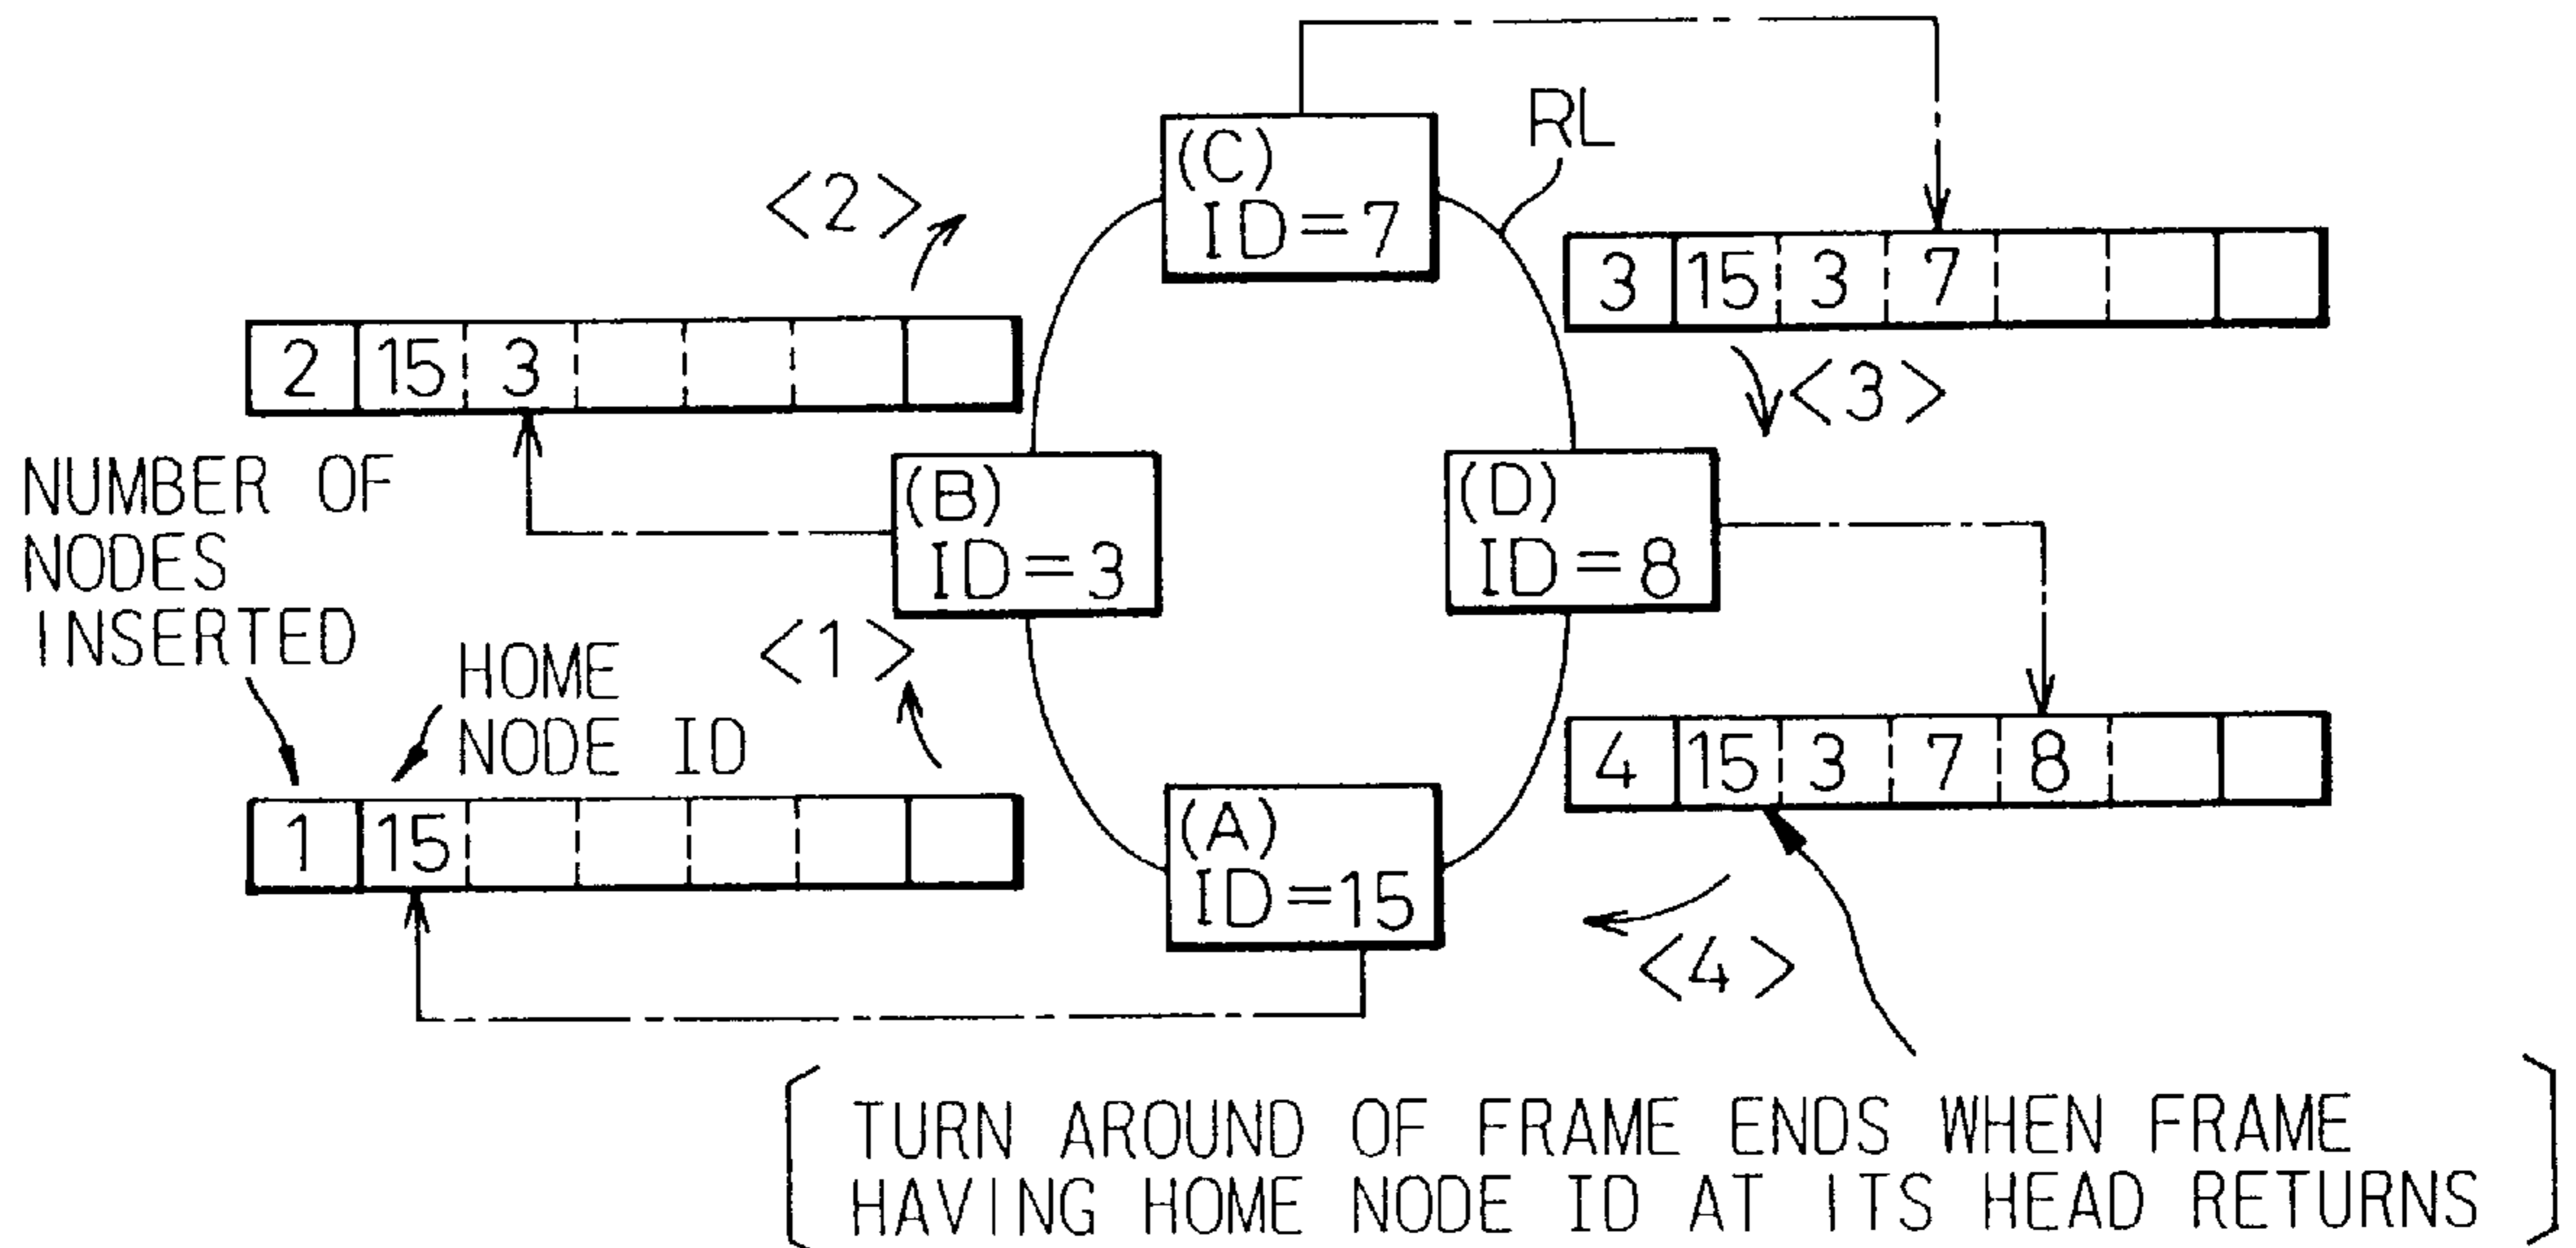 (C)
ID=7
RL
<2>
3 15 3 7
2 15 3
<3>
NUMBER OF
NODES
INSERTED
(B)
ID=3
(D)
ID=8
<1>
HOME
NODE ID
4 15 3 7 8
1 15
(A)
ID=15
<4>
TURN AROUND OF FRAME ENDS WHEN FRAME
HAVING HOME NODE ID AT ITS HEAD RETURNS